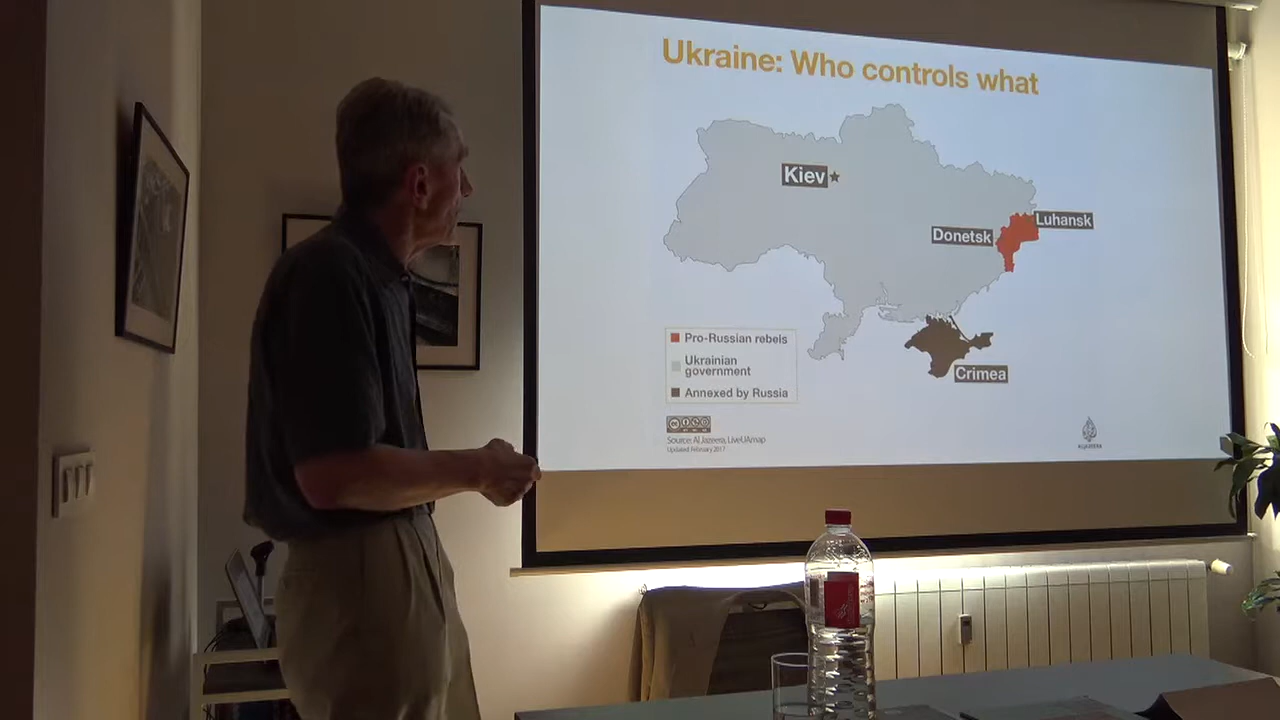 Ukraine: Who controls what
Kiev
Luhansk
Donetsk
Crimea
Pro-Russian rebels
Ukrainian
government
Annexed by Russia
Source: Al Jazeera, LiveUAmap
Updated: February 2017
ALJAZEERA